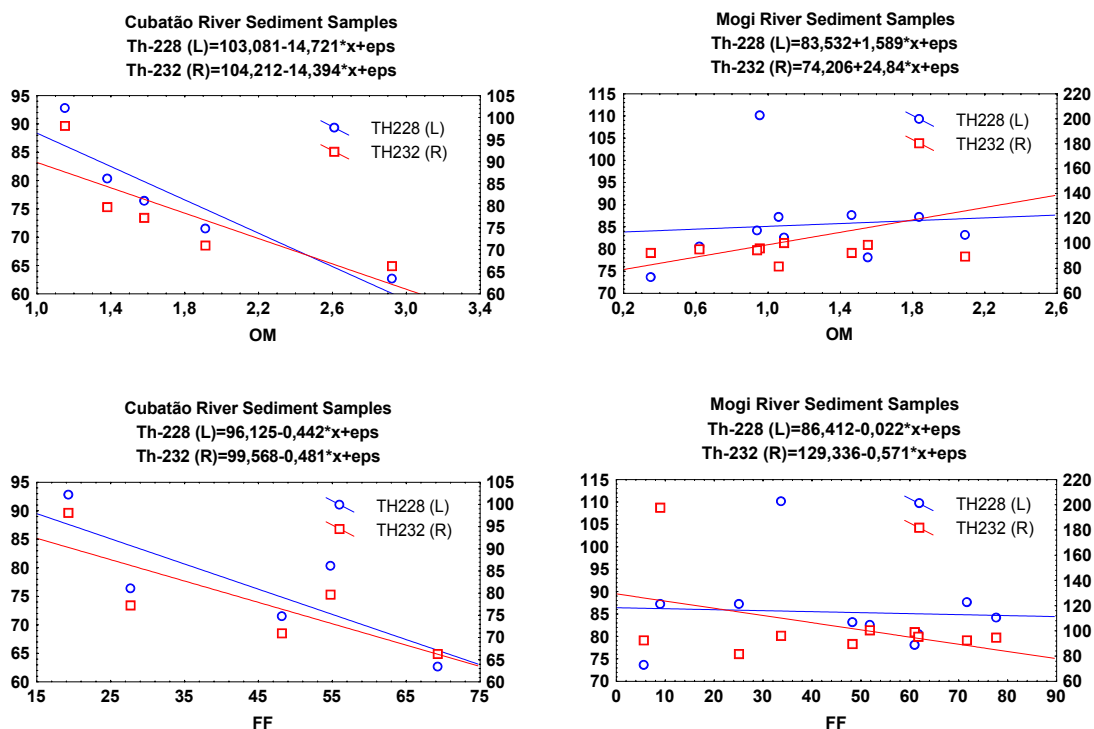 Cubatão River Sediment Samples
Th-228 (L)=103,081-14,721*x+eps
Th-232 (R)=104,212-14,394*x+eps
TH228 (L)
TH232 (R)
95
90
85
80
75
70
65
60
105
100
95
90
85
80
75
70
65
60
1,0 1,4 1,8 2,2 2,6 3,0 3,4
OM
Mogi River Sediment Samples
Th-228 (L)=83,532+1,589*x+eps
Th-232 (R)=74,206+24,84*x+eps
TH228 (L)
TH232 (R)
115
110
105
100
95
90
85
80
75
70
220
200
180
160
140
120
100
80
60
0,2 0,6 1,0 1,4 1,8 2,2 2,6
OM
Cubatão River Sediment Samples
Th-228 (L)=96,125-0,442*x+eps
Th-232 (R)=99,568-0,481*x+eps
TH228 (L)
TH232 (R)
95
90
85
80
75
70
65
60
105
100
95
90
85
80
75
70
65
60
15 25 35 45 55 65 75
FF
Mogi River Sediment Samples
Th-228 (L)=86,412-0,022*x+eps
Th-232 (R)=129,336-0,571*x+eps
TH228 (L)
TH232 (R)
115
110
105
100
95
90
85
80
75
70
220
200
180
160
140
120
100
80
60
0 10 20 30 40 50 60 70 80 90
FF